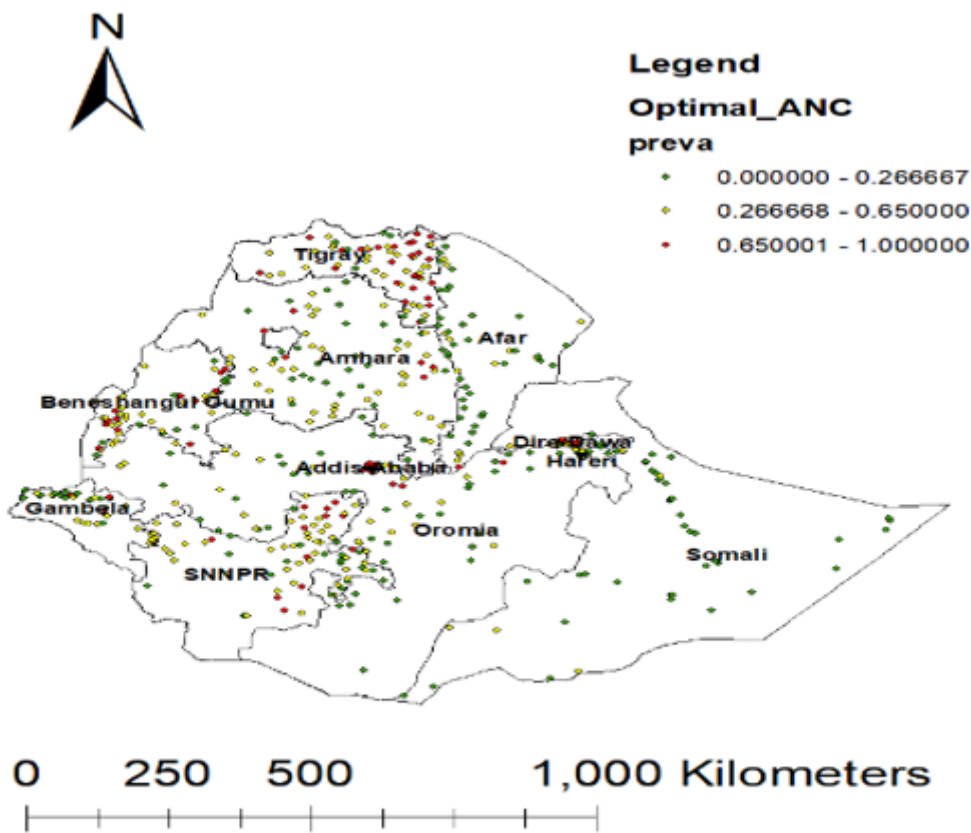 N
Legend
Optimal_ANC
preva
0.000000 - 0.266667
0.266668 - 0.650000
0.650001 - 1.000000
Tigray
Afar
Amhara
Beneshangul Gumu
Dire Dawa
Hareri
Addis Ababa
Gambela
Oromia
Somali
SNNPR
0 250 500 1,000 Kilometers